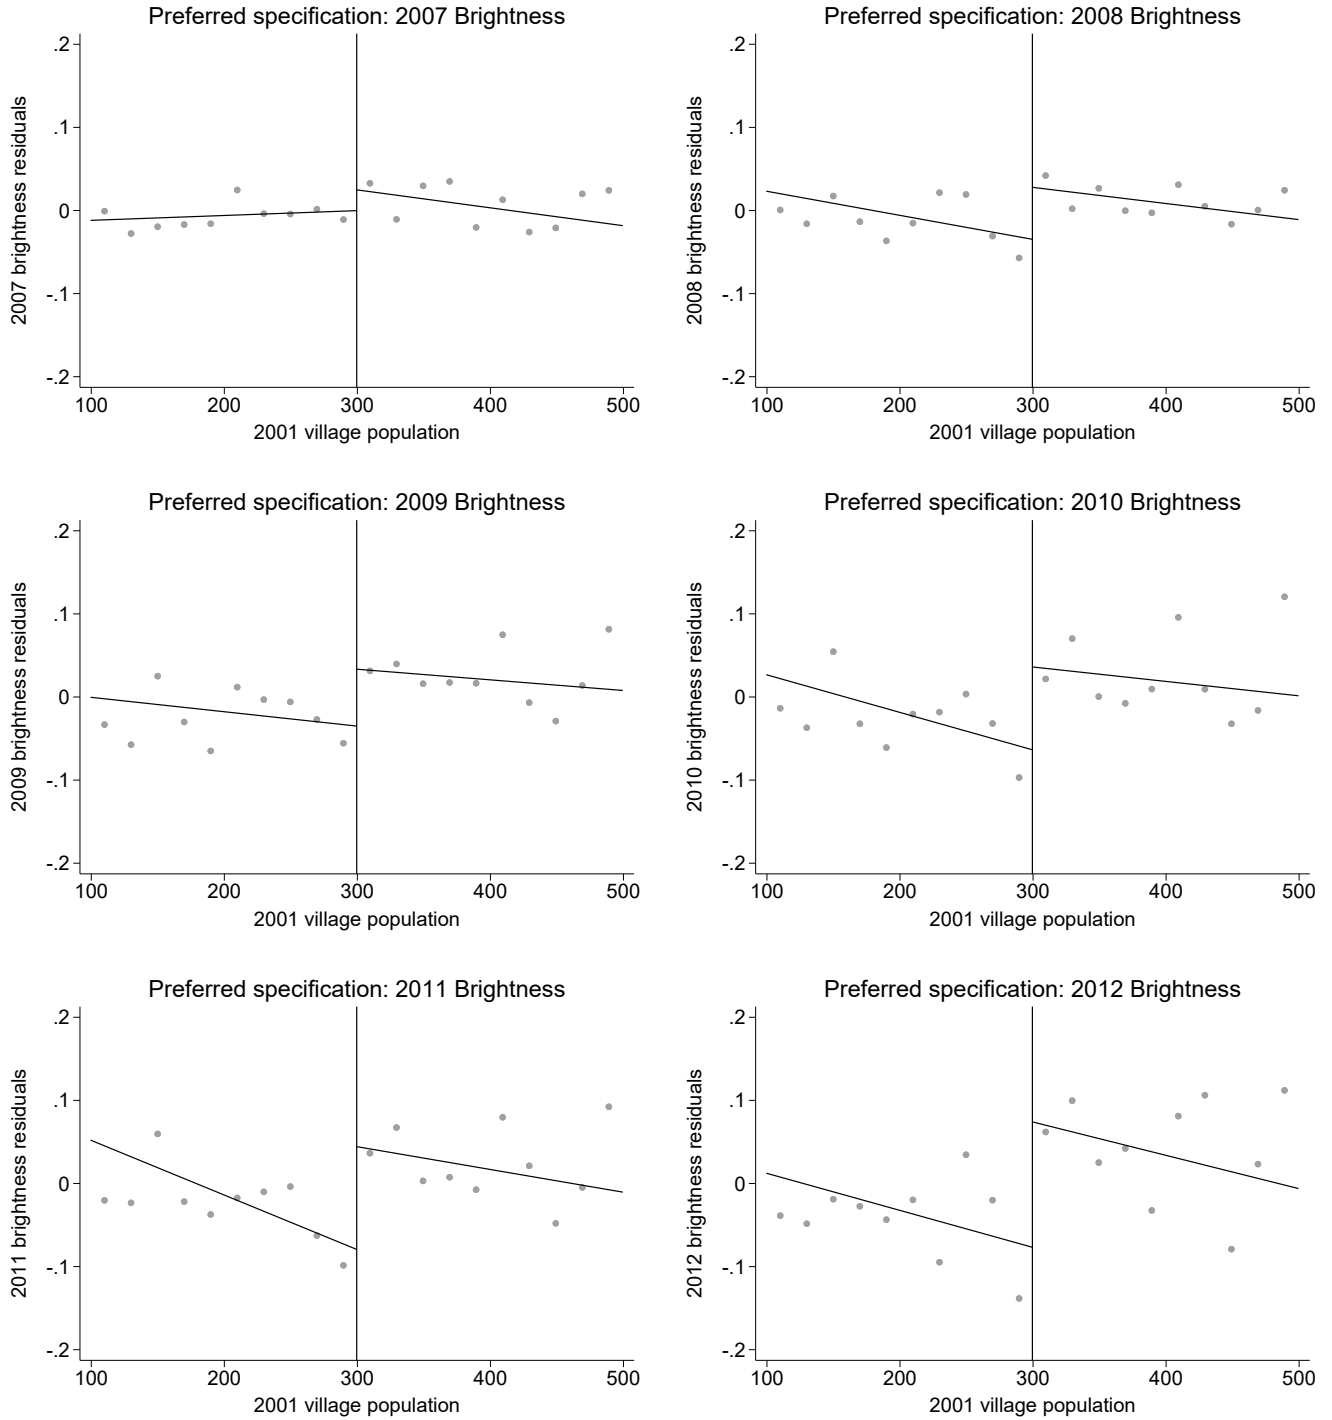 Preferred specification: 2007 Brightness
.2
.1
0
-.1
-.2
2007 brightness residuals
100 200 300 400 500
2001 village population
Preferred specification: 2008 Brightness
.2
.1
0
-.1
-.2
2008 brightness residuals
100 200 300 400 500
2001 village population
Preferred specification: 2009 Brightness
.2
.1
0
-.1
-.2
2009 brightness residuals
100 200 300 400 500
2001 village population
Preferred specification: 2010 Brightness
.2
.1
0
-.1
-.2
2010 brightness residuals
100 200 300 400 500
2001 village population
Preferred specification: 2011 Brightness
.2
.1
0
-.1
-.2
2011 brightness residuals
100 200 300 400 500
2001 village population
Preferred specification: 2012 Brightness
.2
.1
0
-.1
-.2
2012 brightness residuals
100 200 300 400 500
2001 village population